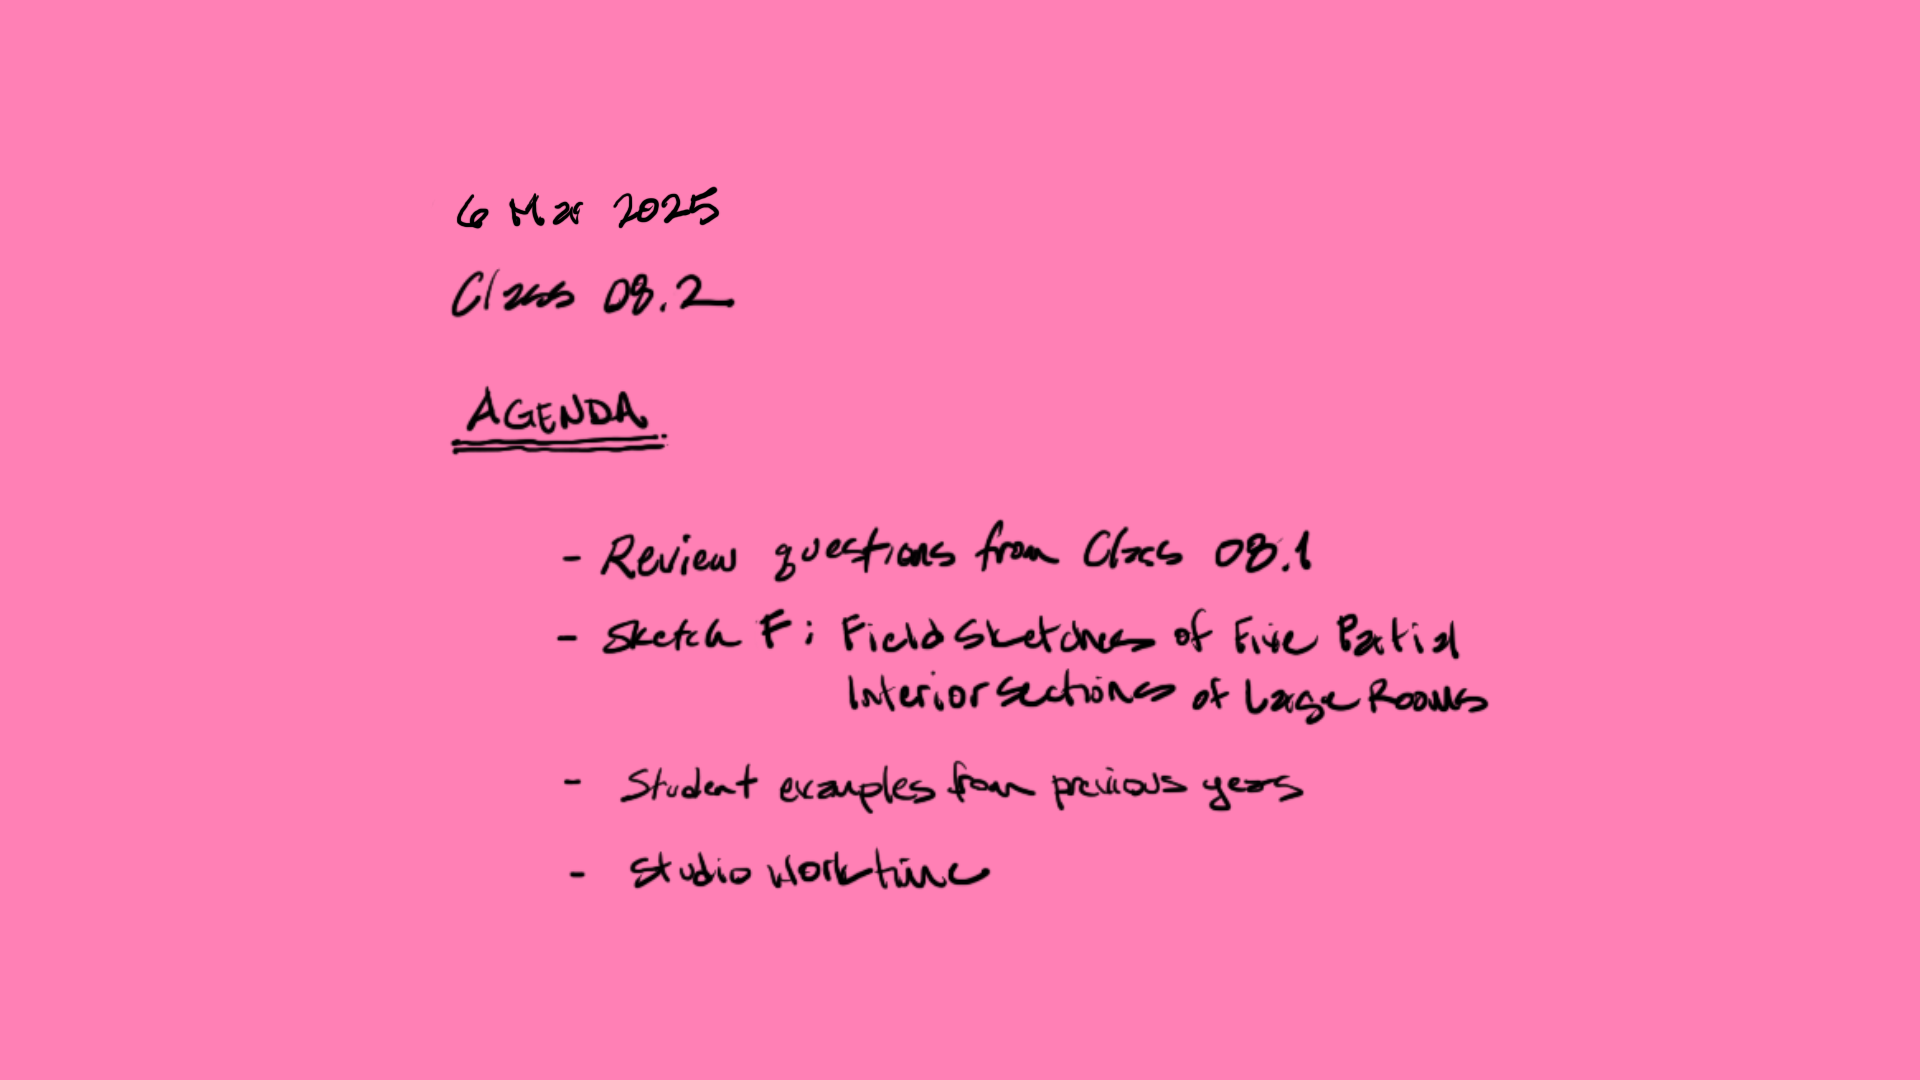 6 Mar 2025
Class 08.2
AGENDA
- Review questions from Class 08.1
- Sketch F: Field Sketches of Five Partial
Interior Sections of Large Rooms
- Student examples from previous years
- Studio Work time